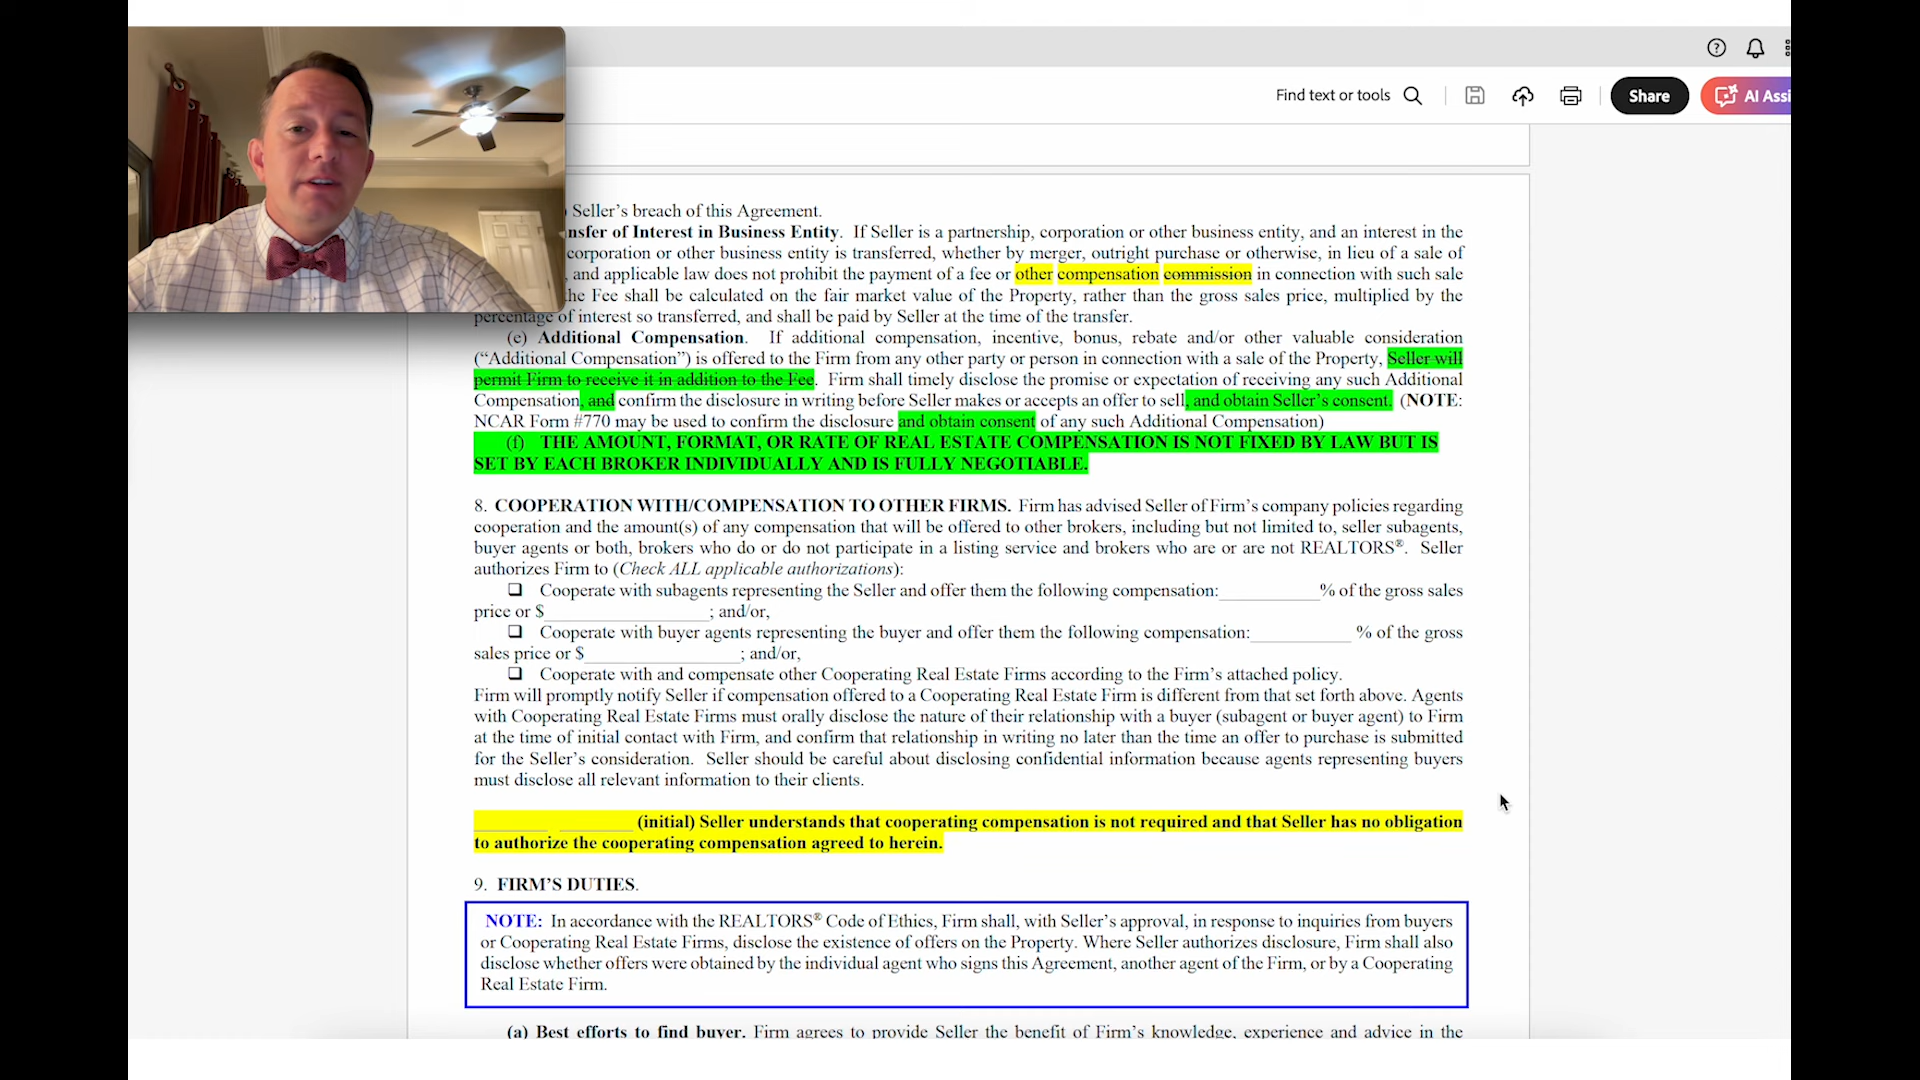 Find text or tools
Share
AI Assi
Seller's breach of this Agreement.
nsfer of Interest in Business Entity. If Seller is a partnership, corporation or other business entity, and an interest in the
corporation or other business entity is transferred, whether by merger, outright purchase or otherwise, in lieu of a sale of
, and applicable law does not prohibit the payment of a fee or other compensation commission in connection with such sale
he Fee shall be calculated on the fair market value of the Property, rather than the gross sales price, multiplied by the
percentage of interest so transferred, and shall be paid by Seller at the time of the transfer.
(e) Additional Compensation. If additional compensation, incentive, bonus, rebate and/or other valuable consideration
("Additional Compensation") is offered to the Firm from any other party or person in connection with a sale of the Property, Seller will
permit Firm to receive it in addition to the Fee. Firm shall timely disclose the promise or expectation of receiving any such Additional
Compensation, and confirm the disclosure in writing before Seller makes or accepts an offer to sell, and obtain Seller's consent. (NOTE:
NCAR Form #770 may be used to confirm the disclosure and obtain consent of any such Additional Compensation)
(f) THE AMOUNT, FORMAT, OR RATE OF REAL ESTATE COMPENSATION IS NOT FIXED BY LAW BUT IS
SET BY EACH BROKER INDIVIDUALLY AND IS FULLY NEGOTIABLE.
8. COOPERATION WITH/COMPENSATION TO OTHER FIRMS. Firm has advised Seller of Firm's company policies regarding
cooperation and the amount(s) of any compensation that will be offered to other brokers, including but not limited to, seller subagents,
buyer agents or both, brokers who do or do not participate in a listing service and brokers who are or are not REALTORS®. Seller
authorizes Firm to (Check ALL applicable authorizations):
❑ Cooperate with subagents representing the Seller and offer them the following compensation:___________% of the gross sales
price or $__________________; and/or,
❑ Cooperate with buyer agents representing the buyer and offer them the following compensation:___________ % of the gross
sales price or $_________________; and/or,
❑ Cooperate with and compensate other Cooperating Real Estate Firms according to the Firm's attached policy.
Firm will promptly notify Seller if compensation offered to a Cooperating Real Estate Firm is different from that set forth above. Agents
with Cooperating Real Estate Firms must orally disclose the nature of their relationship with a buyer (subagent or buyer agent) to Firm
at the time of initial contact with Firm, and confirm that relationship in writing no later than the time an offer to purchase is submitted
for the Seller's consideration. Seller should be careful about disclosing confidential information because agents representing buyers
must disclose all relevant information to their clients.
________ ________ (initial) Seller understands that cooperating compensation is not required and that Seller has no obligation
to authorize the cooperating compensation agreed to herein.
9. FIRM'S DUTIES.
NOTE: In accordance with the REALTORS® Code of Ethics, Firm shall, with Seller's approval, in response to inquiries from buyers
or Cooperating Real Estate Firms, disclose the existence of offers on the Property. Where Seller authorizes disclosure, Firm shall also
disclose whether offers were obtained by the individual agent who signs this Agreement, another agent of the Firm, or by a Cooperating
Real Estate Firm.
(a) Best efforts to find buyer. Firm agrees to provide Seller the benefit of Firm's knowledge, experience and advice in the